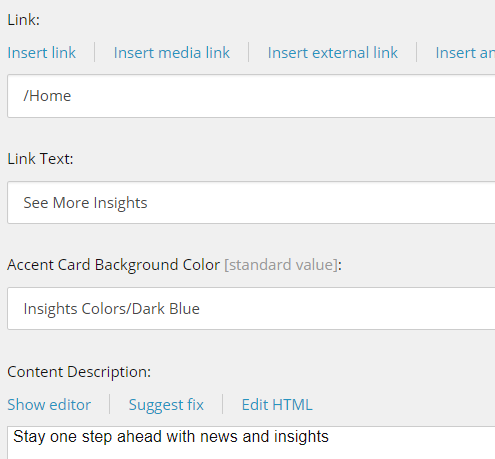 Link:
Insert link Insert media link Insert external link Insert
/Home
Link Text:
See More Insights
Accent Card Background Color [standard value]:
Insights Colors/Dark Blue
Content Description:
Show editor Suggest fix Edit HTML
Stay one step ahead with news and insights